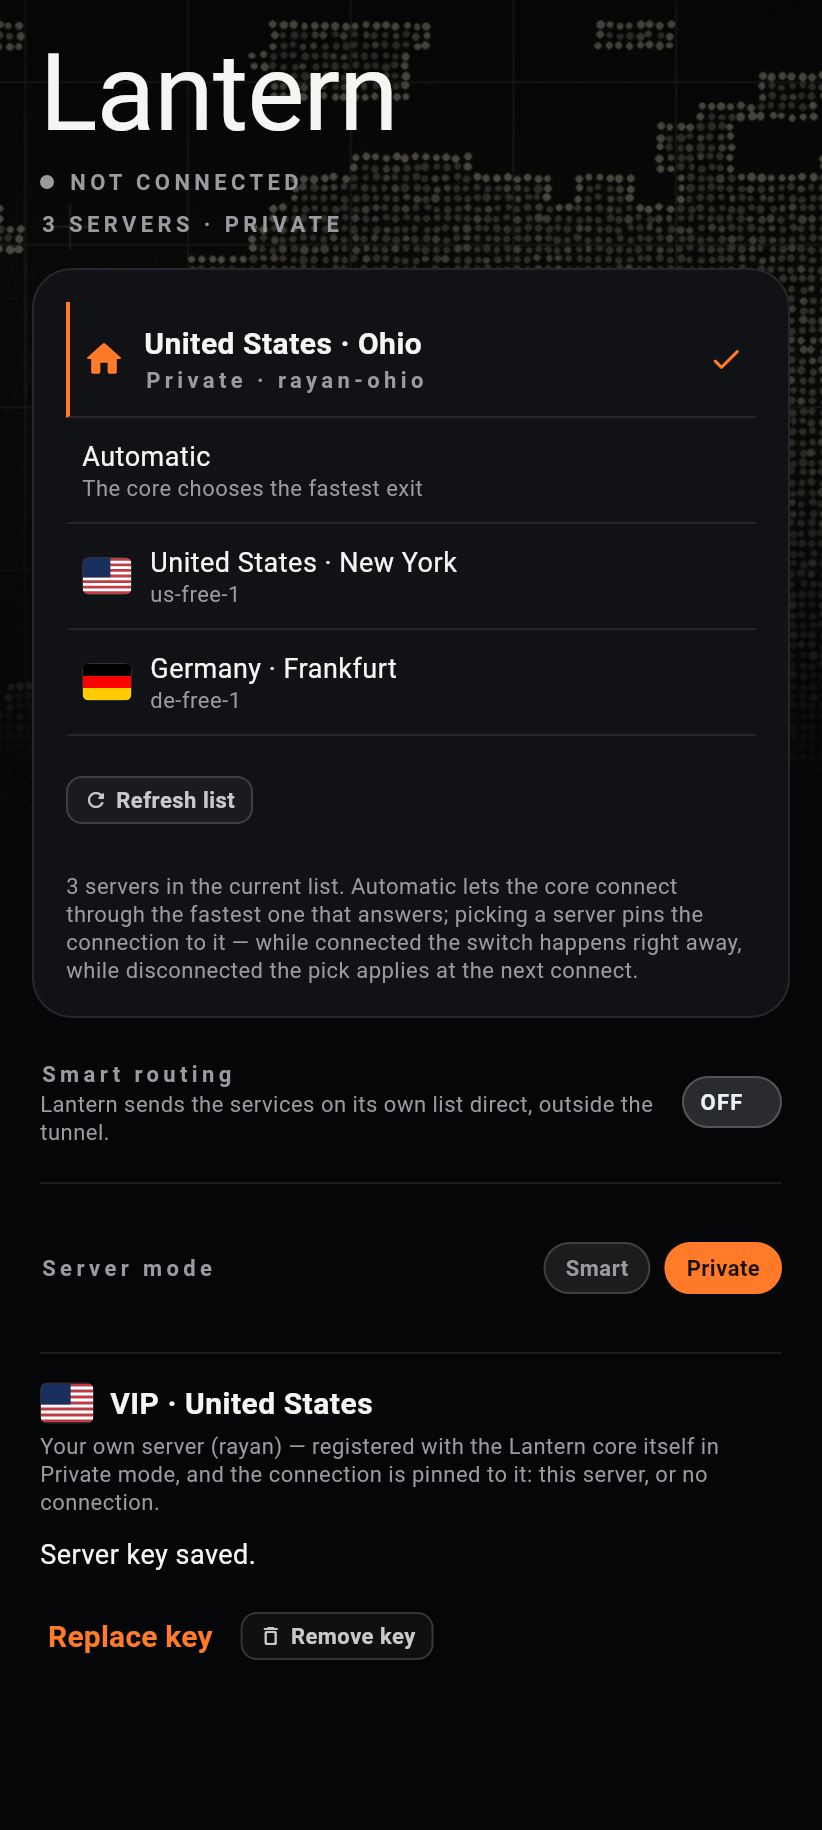 Lantern
NOT CONNECTED
3 SERVERS · PRIVATE
United States · Ohio
Private · rayan-ohio
Automatic
The core chooses the fastest exit
United States · New York
us-free-1
Germany · Frankfurt
de-free-1
Refresh list
3 servers in the current list. Automatic lets the core connect
through the fastest one that answers; picking a server pins the
connection to it — while connected the switch happens right away,
while disconnected the pick applies at the next connect.
Smart routing
Lantern sends the services on its own list direct, outside the
tunnel.
OFF
Server mode
Smart
Private
VIP · United States
Your own server (rayan) — registered with the Lantern core itself in
Private mode, and the connection is pinned to it: this server, or no
connection.
Server key saved.
Replace key
Remove key